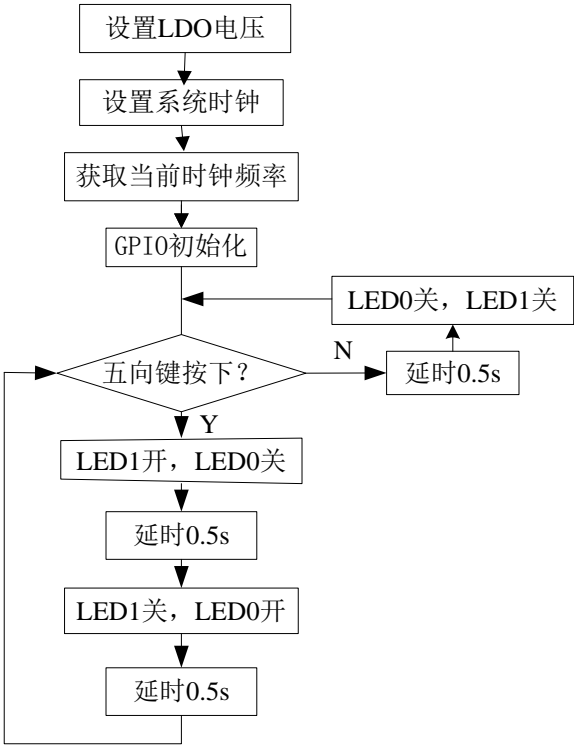 设置LDO电压
设置系统时钟
获取当前时钟频率
GPIO初始化
LED0关，LED1关
五向键按下？
N
延时0.5s
Y
LED1开，LED0关
延时0.5s
LED1关，LED0开
延时0.5s